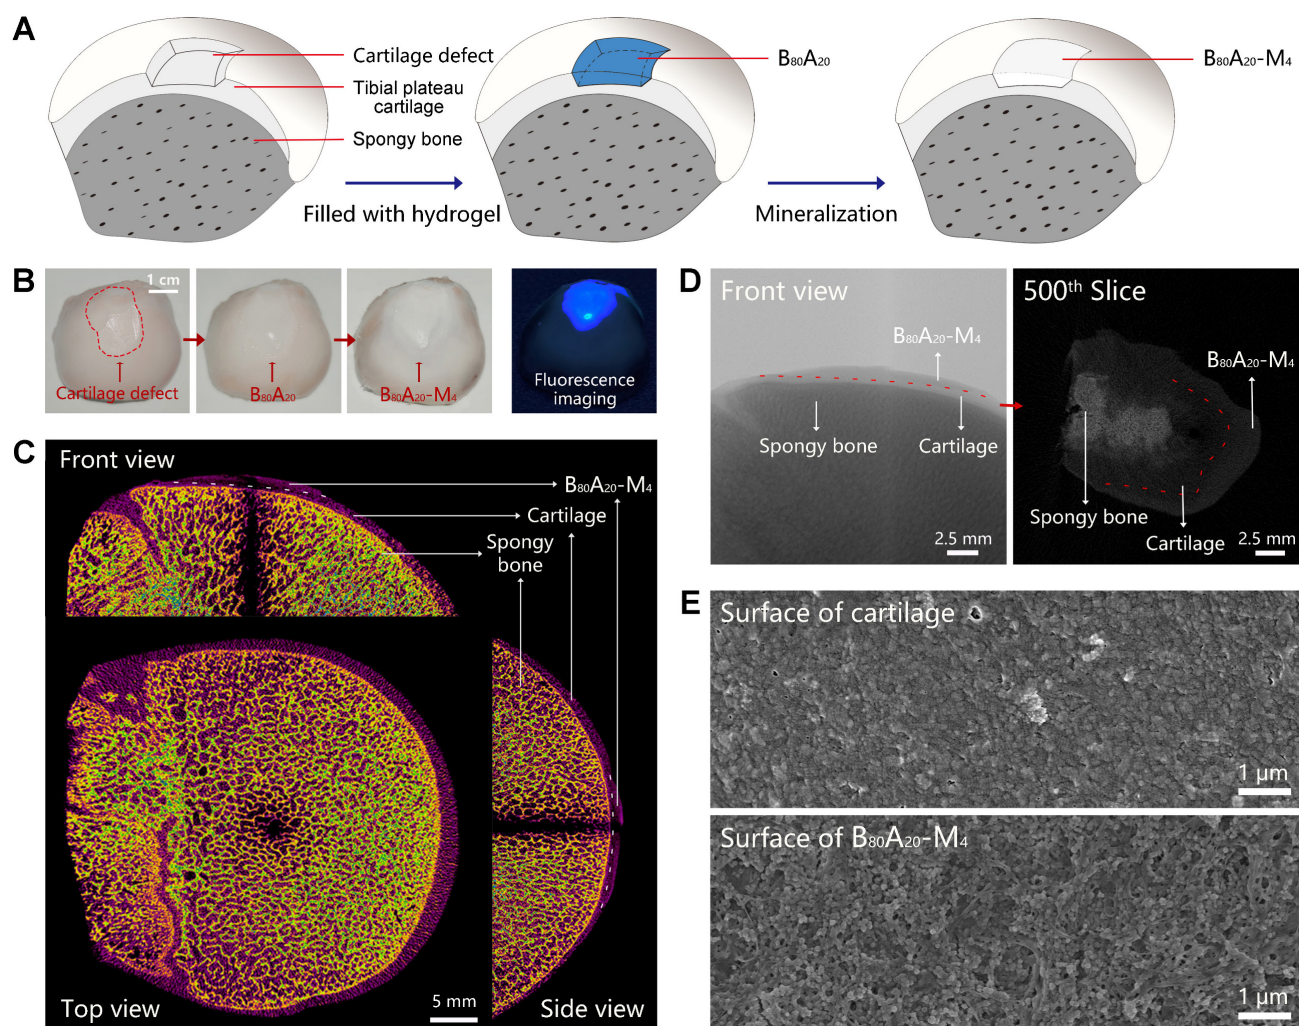 A
Cartilage defect
Tibial plateau
cartilage
Spongy bone
Filled with hydrogel
B80A20
Mineralization
B80A20-M4
B
1 cm
Cartilage defect
B80A20
B80A20-M4
Fluorescence
imaging
C
Front view
B80A20-M4
Cartilage
Spongy
bone
Top view
5 mm
Side view
D
Front view
B80A20-M4
Spongy bone
Cartilage
2.5 mm
500th Slice
B80A20-M4
Spongy bone
Cartilage
2.5 mm
E
Surface of cartilage
1 μm
Surface of B80A20-M4
1 μm